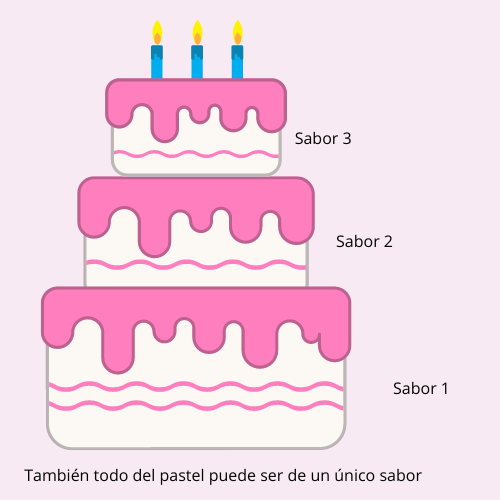 Sabor 3
Sabor 2
Sabor 1
También todo del pastel puede ser de un único sabor